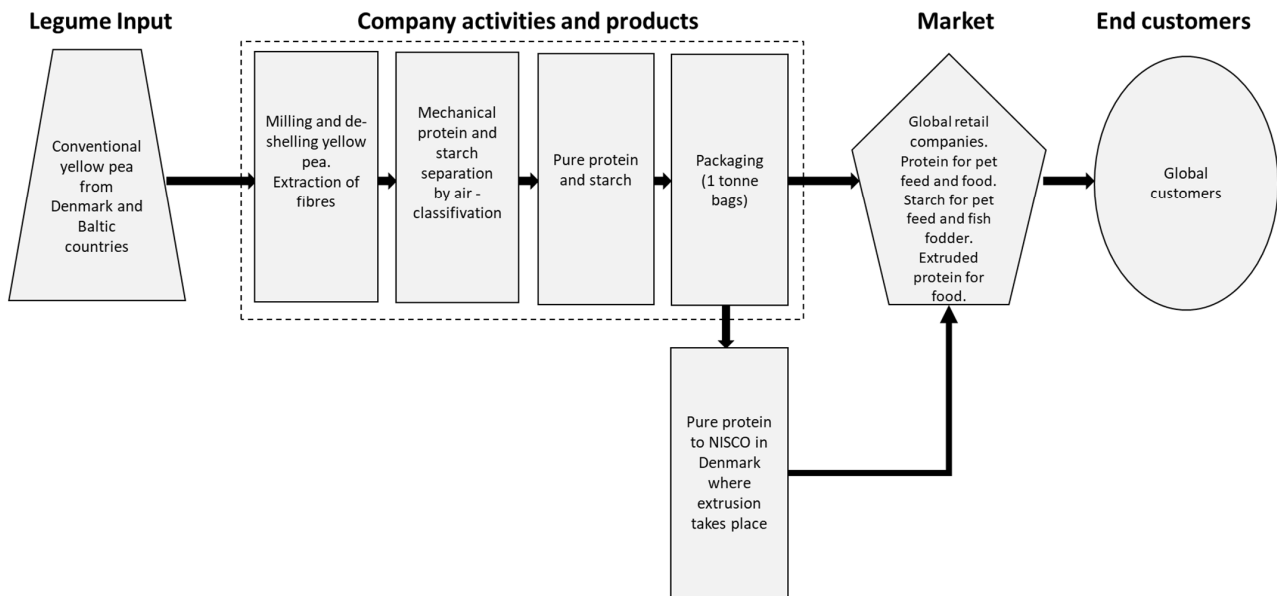 Legume Input
Company activities and products
Market
End customers
Conventional
yellow pea
from
Denmark and
Baltic
countries
Milling and de-
shelling yellow
pea.
Extraction of
fibres
Mechanical
protein and
starch
separation
by air -
classifivation
Pure protein
and starch
Packaging
(1 tonne
bags)
Global retail
companies.
Protein for pet
feed and food.
Starch for pet
feed and fish
fodder.
Extruded
protein for
food.
Global
customers
Pure protein
to NISCO in
Denmark
where
extrusion
takes place